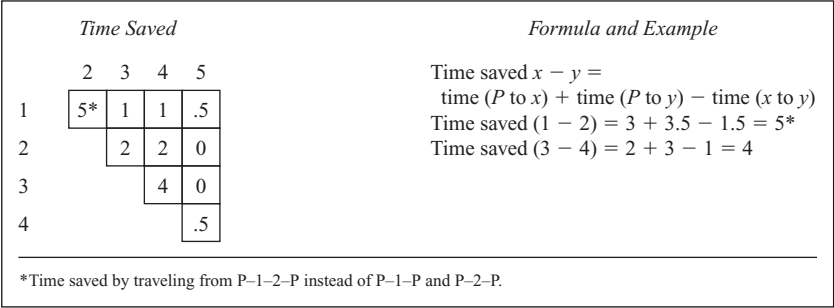 Time Saved
2 3 4 5
1 5* 1 1 .5
2 2 2 0
3 4 0
4 .5
Formula and Example
Time saved x − y =
time (P to x) + time (P to y) − time (x to y)
Time saved (1 − 2) = 3 + 3.5 − 1.5 = 5*
Time saved (3 − 4) = 2 + 3 − 1 = 4
*Time saved by traveling from P–1–2–P instead of P–1–P and P–2–P.